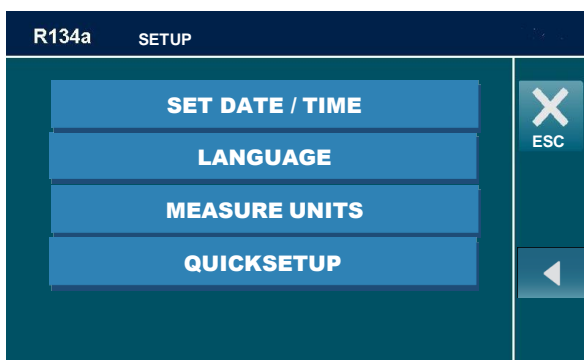 R134a SETUP
SET DATE / TIME
LANGUAGE
MEASURE UNITS
QUICKSETUP
ESC